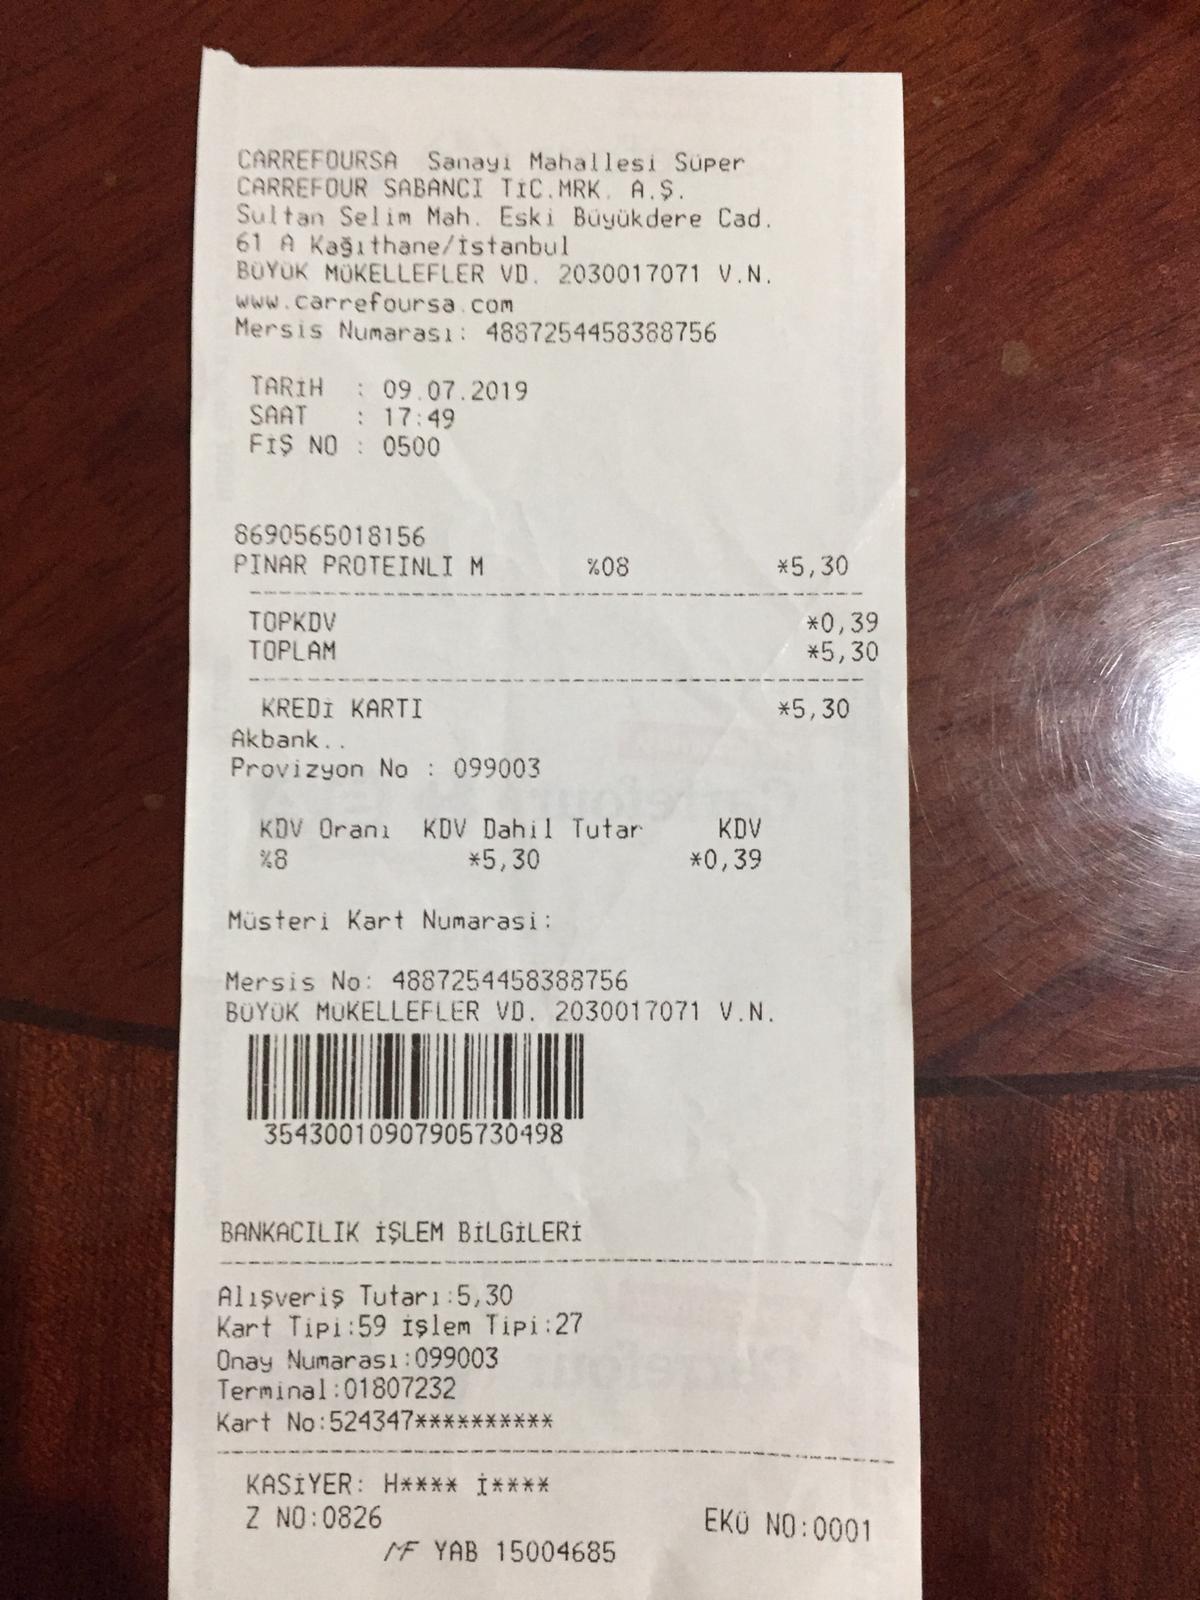 CARREFOURSA Sanayi Mahallesi Süper
CARREFOUR SABANCI TİC.MRK. A.Ş.
Sultan Selim Mah. Eski Büyükdere Cad.
61 A Kağıthane/İstanbul
BÜYÜK MÜKELLEFLER VD. 2030017071 V.N.
www.carrefoursa.com
Mersis Numarası: 4887254458388756
TARİH : 09.07.2019
SAAT : 17:49
FİŞ NO : 0500
8690565018156
PINAR PROTEINLI M %08 *5,30
TOPKDV *0,39
TOPLAM *5,30
KREDİ KARTI *5,30
Akbank..
Provizyon No : 099003
KDV Oranı KDV Dahil Tutar KDV
%8 *5,30 *0,39
Müsteri Kart Numarasi:
Mersis No: 4887254458388756
BÜYÜK MÜKELLEFLER VD. 2030017071 V.N.
35430010907905730498
BANKACILIK İŞLEM BİLGİLERİ
Alışveriş Tutarı:5,30
Kart Tipi:59 İşlem Tipi:27
Onay Numarası:099003
Terminal:01807232
Kart No:524347**********
KASİYER: H**** İ****
Z NO:0826 EKÜ NO:0001
MF YAB 15004685